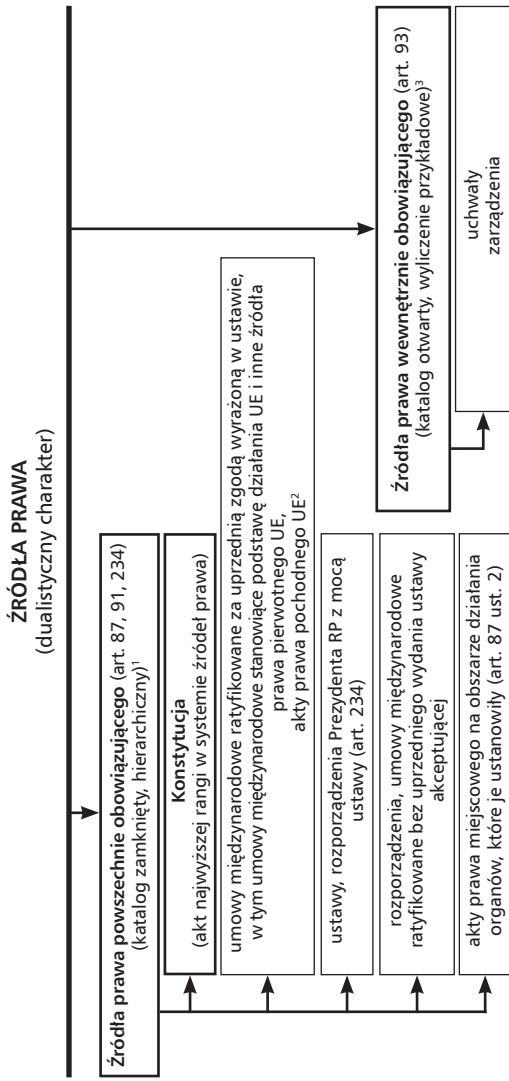 ŹRÓDŁA PRAWA
(dualistyczny charakter)
Źródła prawa powszechnie obowiązującego (art. 87, 91, 234)
(katalog zamknięty, hierarchiczny)¹
Konstytucja
(akt najwyższej rangi w systemie źródeł prawa)
umowy międzynarodowe ratyfikowane za uprzednią zgodą wyrażoną w ustawie,
w tym umowy międzynarodowe stanowiące podstawę działania UE i inne źródła
prawa pierwotnego UE,
akty prawa pochodnego UE²
ustawy, rozporządzenia Prezydenta RP z mocą
ustawy (art. 234)
rozporządzenia, umowy międzynarodowe
ratyfikowane bez uprzedniego wydania ustawy
akceptującej
akty prawa miejscowego na obszarze działania
organów, które je ustanowiły (art. 87 ust. 2)
Źródła prawa wewnętrznie obowiązującego (art. 93)
(katalog otwarty, wyliczenie przykładowe)³
uchwały
zarządzenia